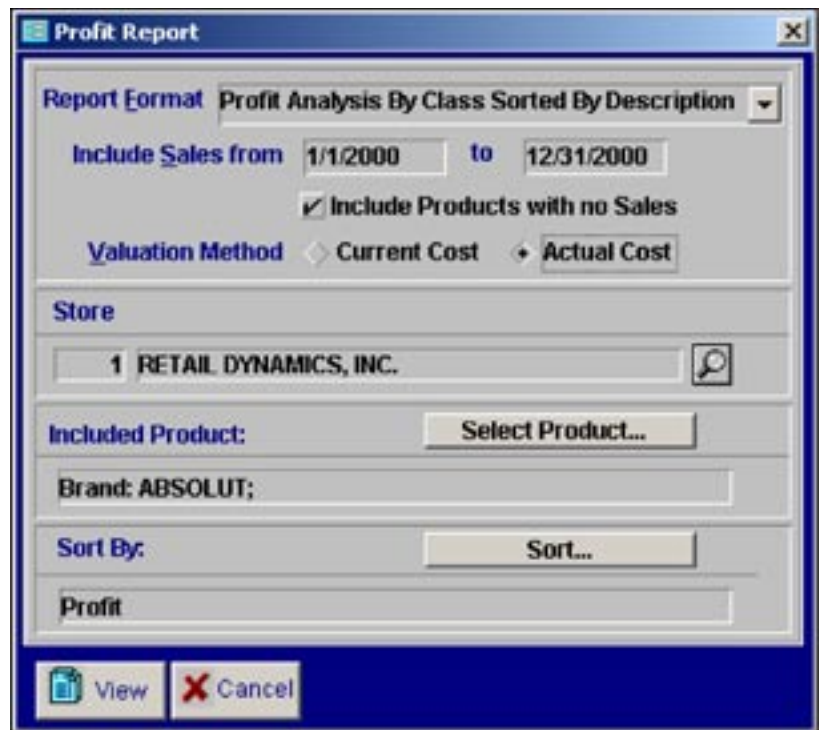 Profit Report
Report Format Profit Analysis By Class Sorted By Description
Include Sales from 1/1/2000 to 12/31/2000
Include Products with no Sales
Valuation Method Current Cost Actual Cost
Store
1 RETAIL DYNAMICS, INC.
Included Product: Select Product...
Brand: ABSOLUT;
Sort By: Sort...
Profit
View Cancel